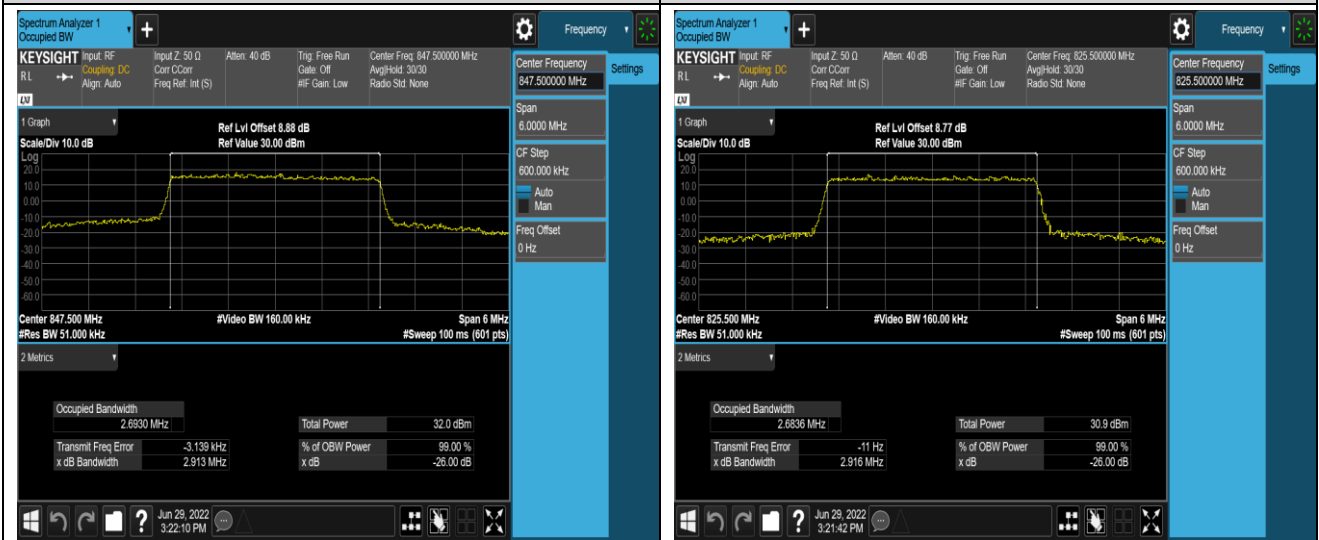 Spectrum Analyzer 1
Occupied BW
+
Frequency
KEYSIGHT
Input: RF
Coupling: DC
Align: Auto
Input Z: 50 Ω
Corr CCorr
Freq Ref: Int (S)
Atten: 40 dB
Trig: Free Run
Gate: Off
#IF Gain: Low
Center Freq: 847.500000 MHz
Avg|Hold: 30/30
Radio Std: None
RL
LXI
Center Frequency
847.500000 MHz
Settings
Span
6.0000 MHz
CF Step
600.000 kHz
Auto
Man
Freq Offset
0 Hz
1 Graph
Scale/Div 10.0 dB
Ref Lvl Offset 8.88 dB
Ref Value 30.00 dBm
Log
20.0
10.0
0.00
-10.0
-20.0
-30.0
-40.0
-50.0
-60.0
Center 847.500 MHz
#Video BW 160.00 kHz
Span 6 MHz
#Res BW 51.000 kHz
#Sweep 100 ms (601 pts)
2 Metrics
Occupied Bandwidth
2.6930 MHz
Total Power 32.0 dBm
Transmit Freq Error -3.139 kHz
% of OBW Power 99.00 %
x dB Bandwidth 2.913 MHz
x dB -26.00 dB
?
Jun 29, 2022
3:22:10 PM
Spectrum Analyzer 1
Occupied BW
+
Frequency
KEYSIGHT
Input: RF
Coupling: DC
Align: Auto
Input Z: 50 Ω
Corr CCorr
Freq Ref: Int (S)
Atten: 40 dB
Trig: Free Run
Gate: Off
#IF Gain: Low
Center Freq: 825.500000 MHz
Avg|Hold: 30/30
Radio Std: None
RL
LXI
Center Frequency
825.500000 MHz
Settings
Span
6.0000 MHz
CF Step
600.000 kHz
Auto
Man
Freq Offset
0 Hz
1 Graph
Scale/Div 10.0 dB
Ref Lvl Offset 8.77 dB
Ref Value 30.00 dBm
Log
20.0
10.0
0.00
-10.0
-20.0
-30.0
-40.0
-50.0
-60.0
Center 825.500 MHz
#Video BW 160.00 kHz
Span 6 MHz
#Res BW 51.000 kHz
#Sweep 100 ms (601 pts)
2 Metrics
Occupied Bandwidth
2.6836 MHz
Total Power 30.9 dBm
Transmit Freq Error -11 Hz
% of OBW Power 99.00 %
x dB Bandwidth 2.916 MHz
x dB -26.00 dB
?
Jun 29, 2022
3:21:42 PM